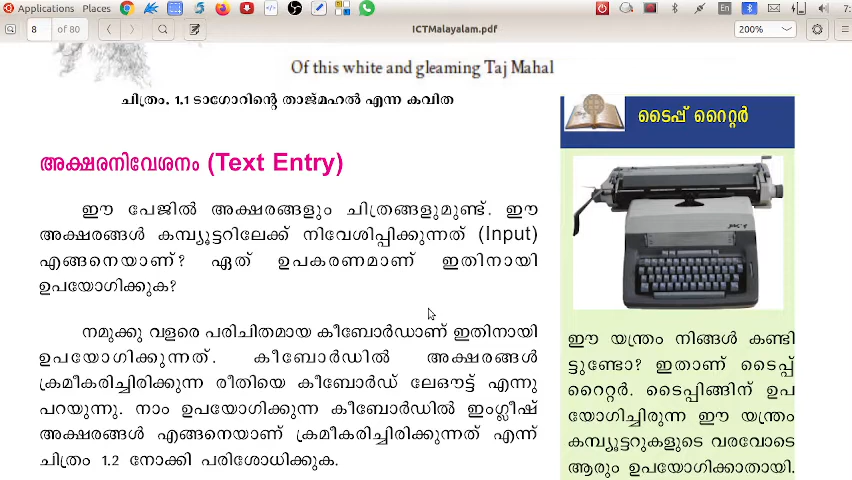 Applications Places En 7:
8 of 80 ICTMalayalam.pdf 200%
Of this white and gleaming Taj Mahal
ചിത്രം. 1.1 ടാഗോറിന്റെ താജ്മഹൽ എന്ന കവിത
അക്ഷരനിവേശനം (Text Entry)
ഈ പേജിൽ അക്ഷരങ്ങളും ചിത്രങ്ങളുമുണ്ട്. ഈ
അക്ഷരങ്ങൾ കമ്പ്യൂട്ടറിലേക്ക് നിവേശിപ്പിക്കുന്നത് (Input)
എങ്ങനെയാണ്? ഏത് ഉപകരണമാണ് ഇതിനായി
ഉപയോഗിക്കുക?
നമുക്കു വളരെ പരിചിതമായ കീബോർഡാണ് ഇതിനായി
ഉപയോഗിക്കുന്നത്. കീബോർഡിൽ അക്ഷരങ്ങൾ
ക്രമീകരിച്ചിരിക്കുന്ന രീതിയെ കീബോർഡ് ലേഔട്ട് എന്നു
പറയുന്നു. നാം ഉപയോഗിക്കുന്ന കീബോർഡിൽ ഇംഗ്ലീഷ്
അക്ഷരങ്ങൾ എങ്ങനെയാണ് ക്രമീകരിച്ചിരിക്കുന്നത് എന്ന്
ചിത്രം 1.2 നോക്കി പരിശോധിക്കുക.
ടൈപ്പ് റൈറ്റർ
ഈ യന്ത്രം നിങ്ങൾ കണ്ടി
ട്ടുണ്ടോ? ഇതാണ് ടൈപ്പ്
റൈറ്റർ. ടൈപ്പിങ്ങിന് ഉപ
യോഗിച്ചിരുന്ന ഈ യന്ത്രം
കമ്പ്യൂട്ടറുകളുടെ വരവോടെ
ആരും ഉപയോഗിക്കാതായി.